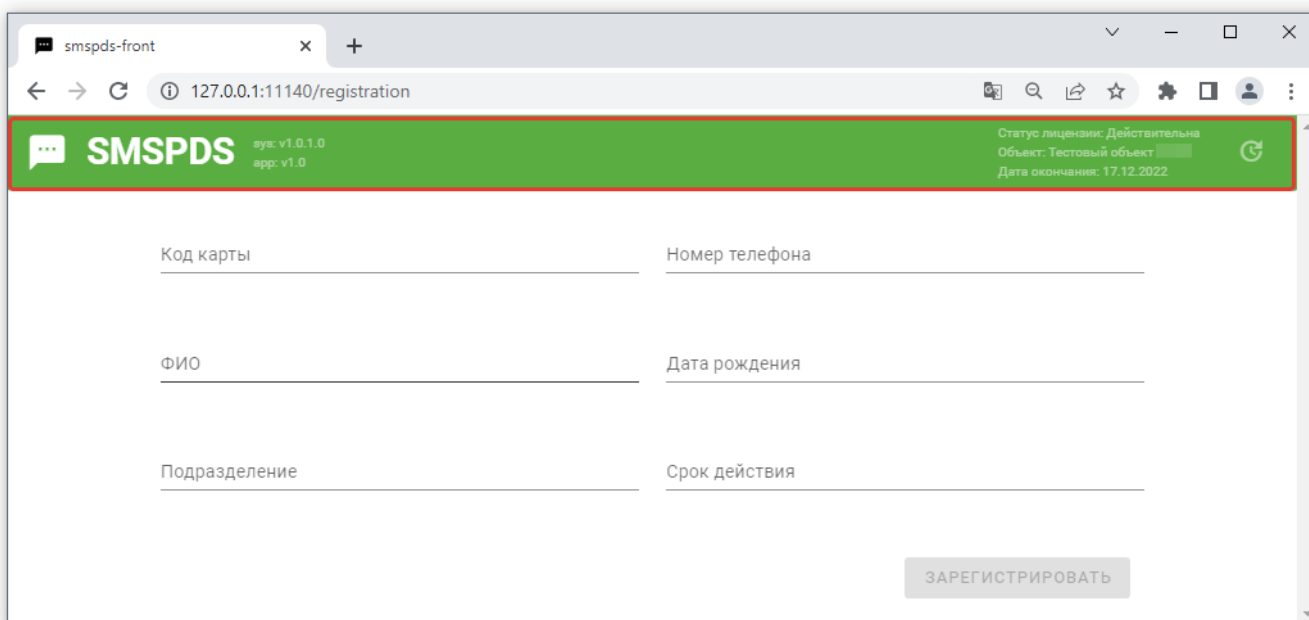 smspds-front
127.0.0.1:11140/registration
SMSPDS
sys: v1.0.1.0
app: v1.0
Статус лицензии: Действительна
Объект: Тестовый объект
Дата окончания: 17.12.2022
Код карты
Номер телефона
ФИО
Дата рождения
Подразделение
Срок действия
ЗАРЕГИСТРИРОВАТЬ